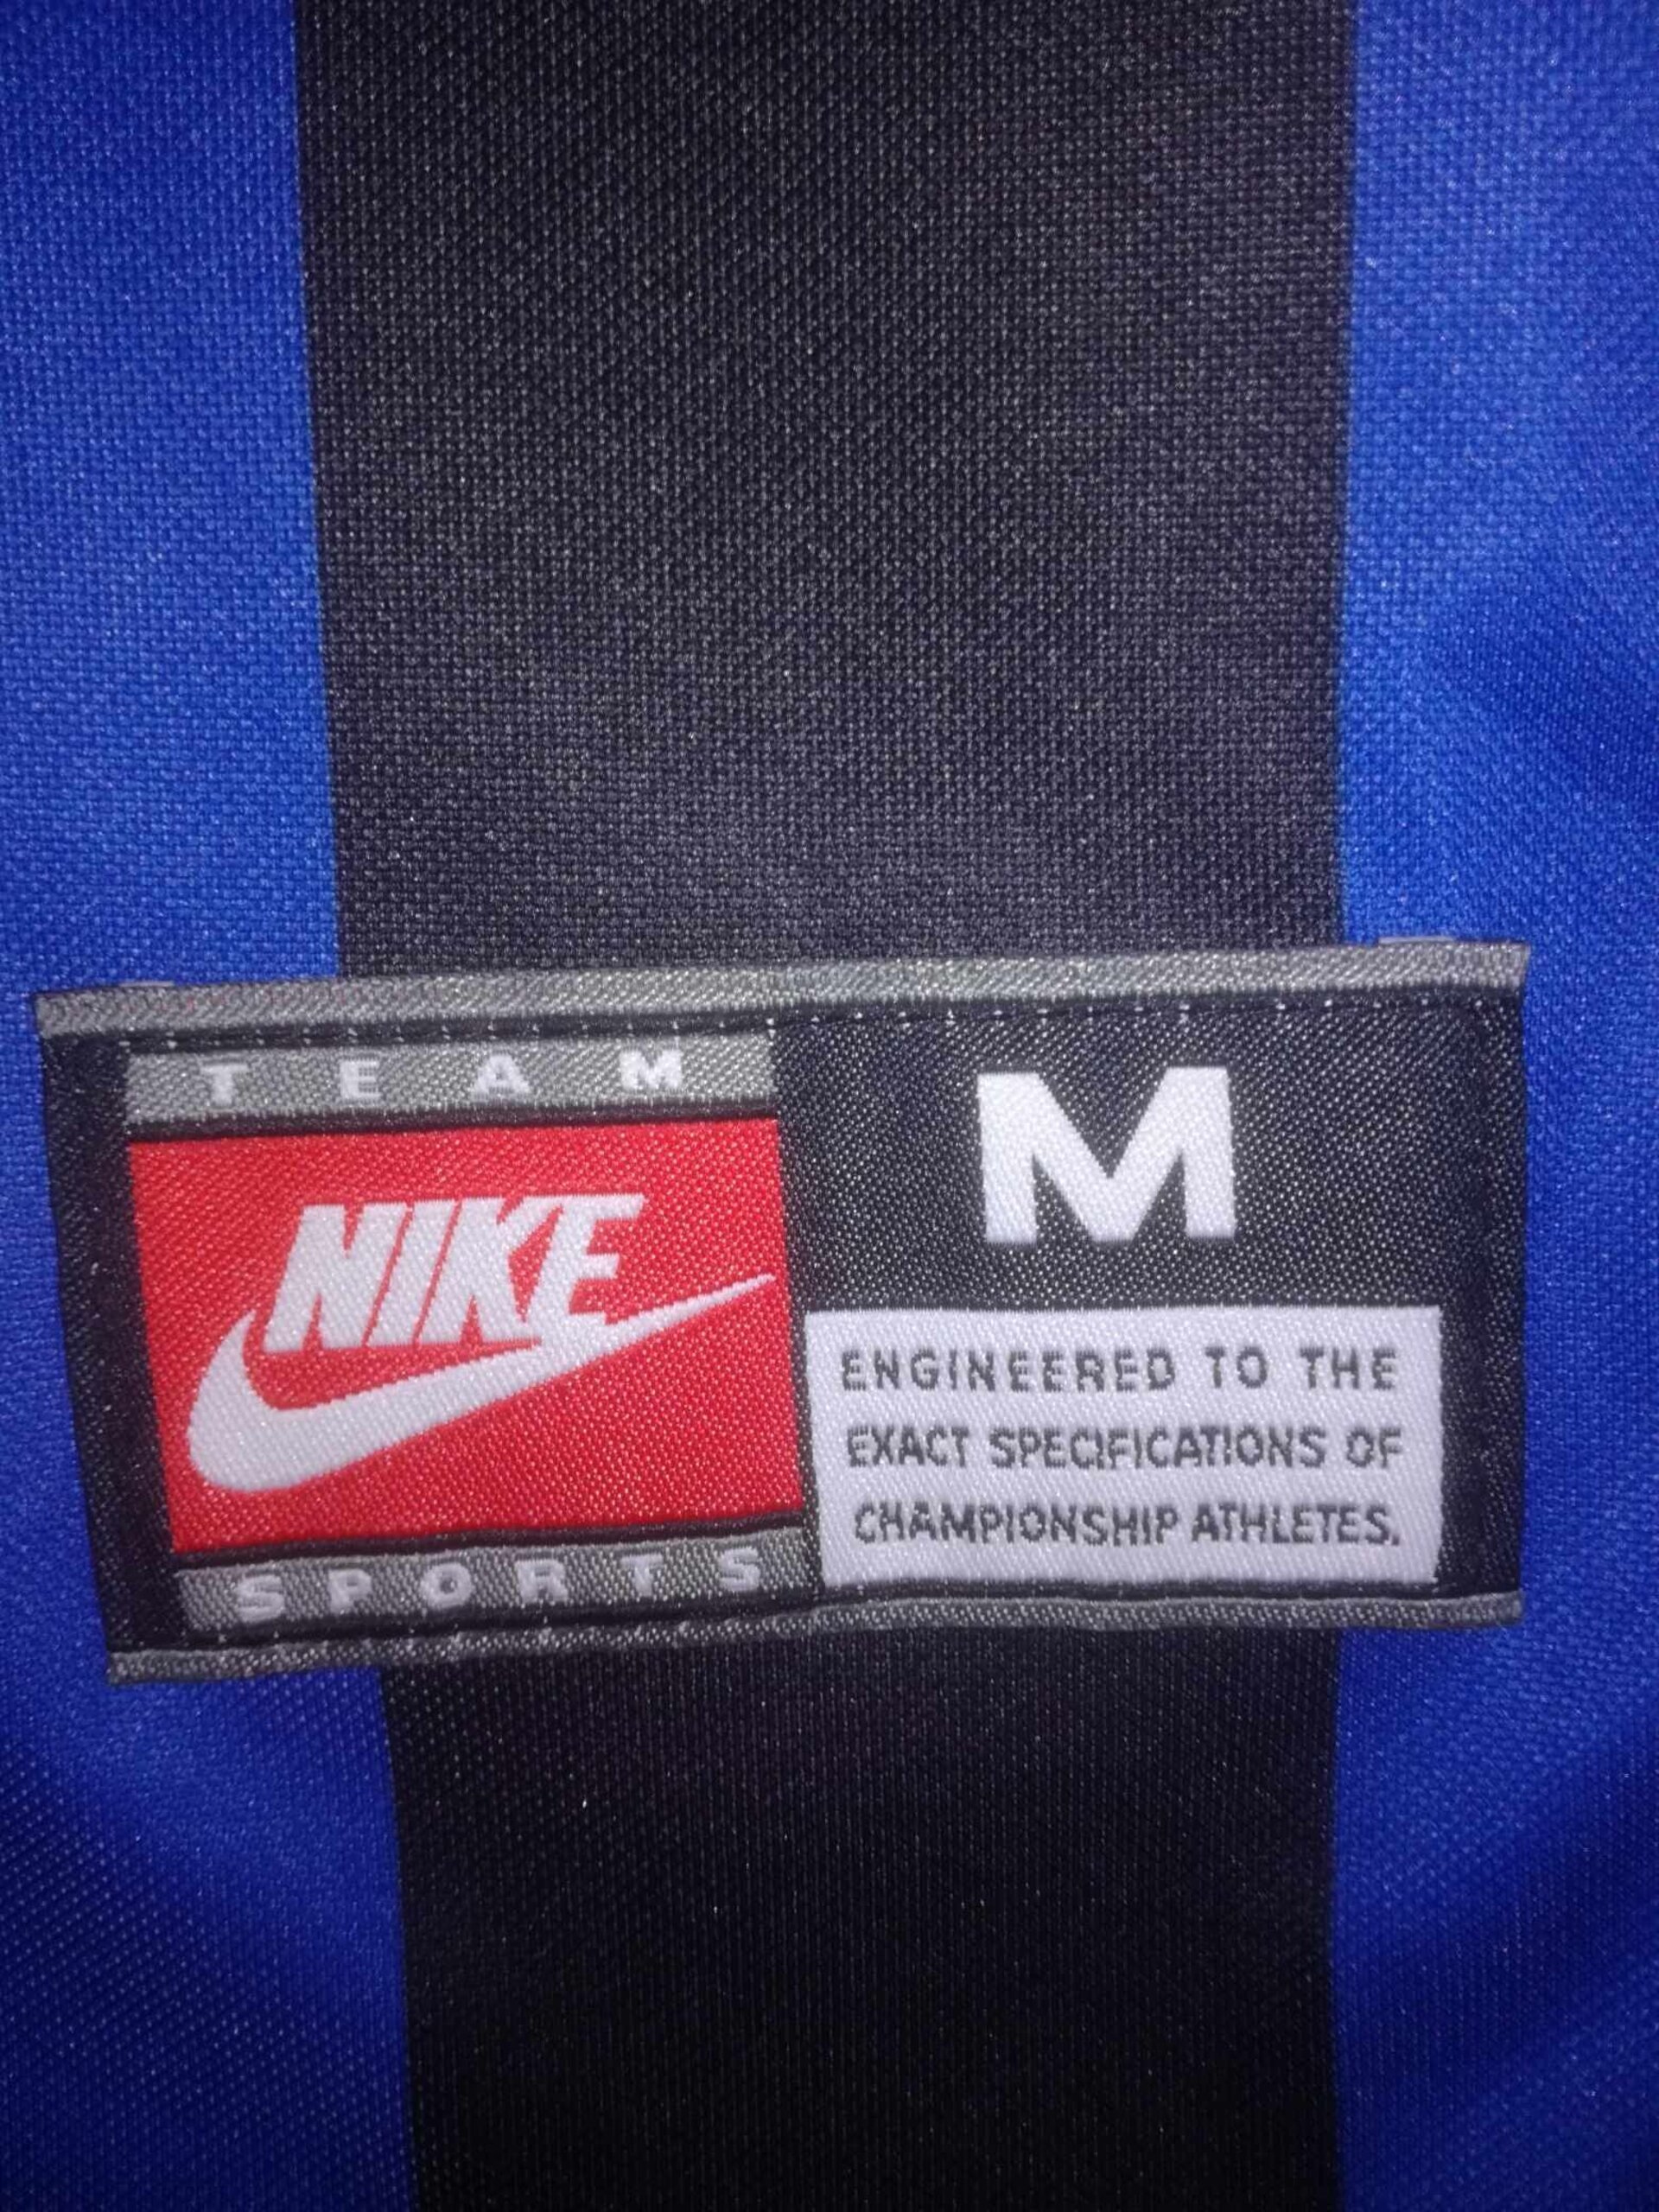 TEAM
NIKE
SPORTS
M
ENGINEERED TO THE
EXACT SPECIFICATIONS OF
CHAMPIONSHIP ATHLETES.